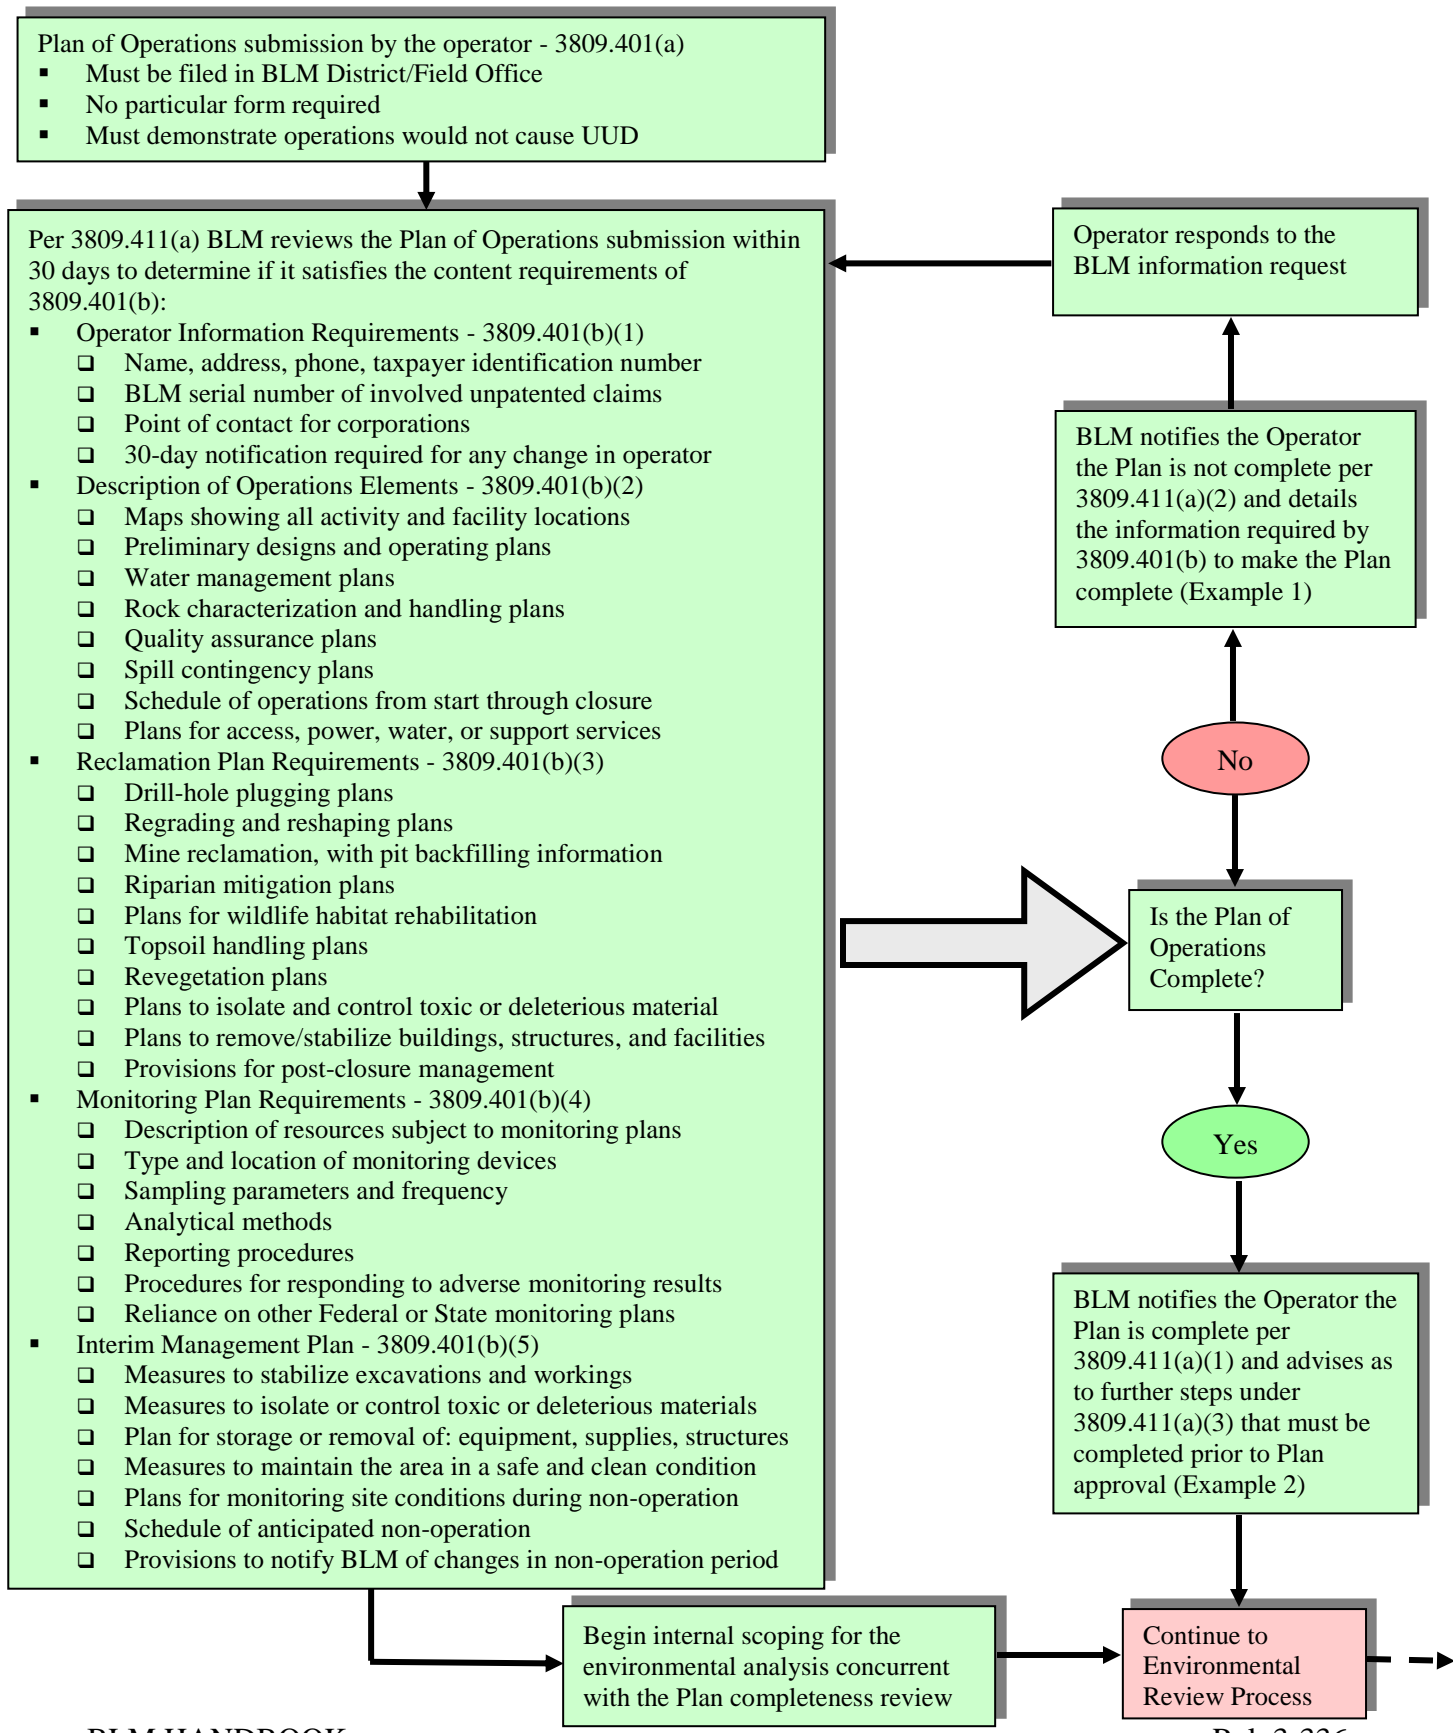 Plan of Operations submission by the operator - 3809.401(a)
▪ Must be filed in BLM District/Field Office
▪ No particular form required
▪ Must demonstrate operations would not cause UUD
Per 3809.411(a) BLM reviews the Plan of Operations submission within
30 days to determine if it satisfies the content requirements of
3809.401(b):
▪ Operator Information Requirements - 3809.401(b)(1)
❑ Name, address, phone, taxpayer identification number
❑ BLM serial number of involved unpatented claims
❑ Point of contact for corporations
❑ 30-day notification required for any change in operator
▪ Description of Operations Elements - 3809.401(b)(2)
❑ Maps showing all activity and facility locations
❑ Preliminary designs and operating plans
❑ Water management plans
❑ Rock characterization and handling plans
❑ Quality assurance plans
❑ Spill contingency plans
❑ Schedule of operations from start through closure
❑ Plans for access, power, water, or support services
▪ Reclamation Plan Requirements - 3809.401(b)(3)
❑ Drill-hole plugging plans
❑ Regrading and reshaping plans
❑ Mine reclamation, with pit backfilling information
❑ Riparian mitigation plans
❑ Plans for wildlife habitat rehabilitation
❑ Topsoil handling plans
❑ Revegetation plans
❑ Plans to isolate and control toxic or deleterious material
❑ Plans to remove/stabilize buildings, structures, and facilities
❑ Provisions for post-closure management
▪ Monitoring Plan Requirements - 3809.401(b)(4)
❑ Description of resources subject to monitoring plans
❑ Type and location of monitoring devices
❑ Sampling parameters and frequency
❑ Analytical methods
❑ Reporting procedures
❑ Procedures for responding to adverse monitoring results
❑ Reliance on other Federal or State monitoring plans
▪ Interim Management Plan - 3809.401(b)(5)
❑ Measures to stabilize excavations and workings
❑ Measures to isolate or control toxic or deleterious materials
❑ Plan for storage or removal of: equipment, supplies, structures
❑ Measures to maintain the area in a safe and clean condition
❑ Plans for monitoring site conditions during non-operation
❑ Schedule of anticipated non-operation
❑ Provisions to notify BLM of changes in non-operation period
Operator responds to the
BLM information request
BLM notifies the Operator
the Plan is not complete per
3809.411(a)(2) and details
the information required by
3809.401(b) to make the Plan
complete (Example 1)
No
Is the Plan of
Operations
Complete?
Yes
BLM notifies the Operator the
Plan is complete per
3809.411(a)(1) and advises as
to further steps under
3809.411(a)(3) that must be
completed prior to Plan
approval (Example 2)
Begin internal scoping for the
environmental analysis concurrent
with the Plan completeness review
Continue to
Environmental
Review Process
BLM HANDBOOK
Rel. 3-336